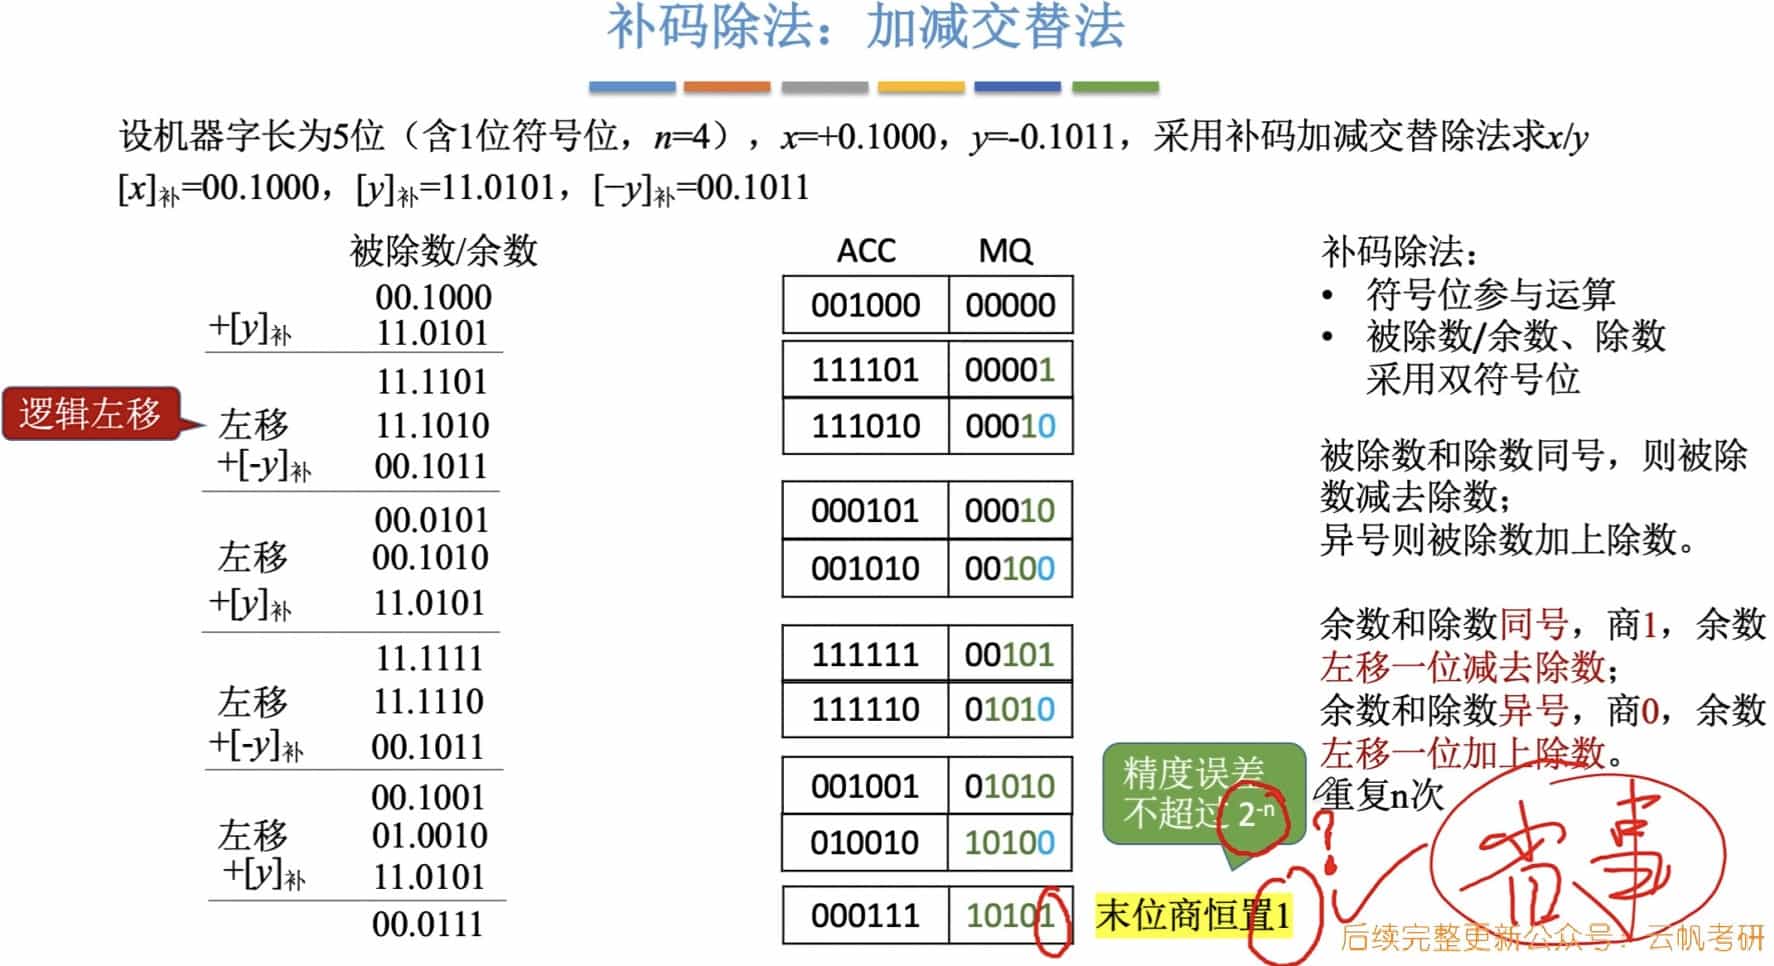 补码除法：加减交替法
设机器字长为5位（含1位符号位，n=4），x=+0.1000，y=-0.1011，采用补码加减交替除法求x/y
[x]补=00.1000，[y]补=11.0101，[−y]补=00.1011
被除数/余数
00.1000
+[y]补 11.0101
11.1101
逻辑左移
左移 11.1010
+[-y]补 00.1011
00.0101
左移 00.1010
+[y]补 11.0101
11.1111
左移 11.1110
+[-y]补 00.1011
00.1001
左移 01.0010
+[y]补 11.0101
00.0111
ACC MQ
001000 00000
111101 00001
111010 00010
000101 00010
001010 00100
111111 00101
111110 01010
001001 01010
010010 10100
000111 10101
精度误差
不超过 2-n
末位商恒置1
补码除法：
• 符号位参与运算
• 被除数/余数、除数
采用双符号位
被除数和除数同号，则被除
数减去除数；
异号则被除数加上除数。
余数和除数同号，商1，余数
左移一位减去除数；
余数和除数异号，商0，余数
左移一位加上除数。
重复n次
?
省事
后续完整更新公众号：云帆考研